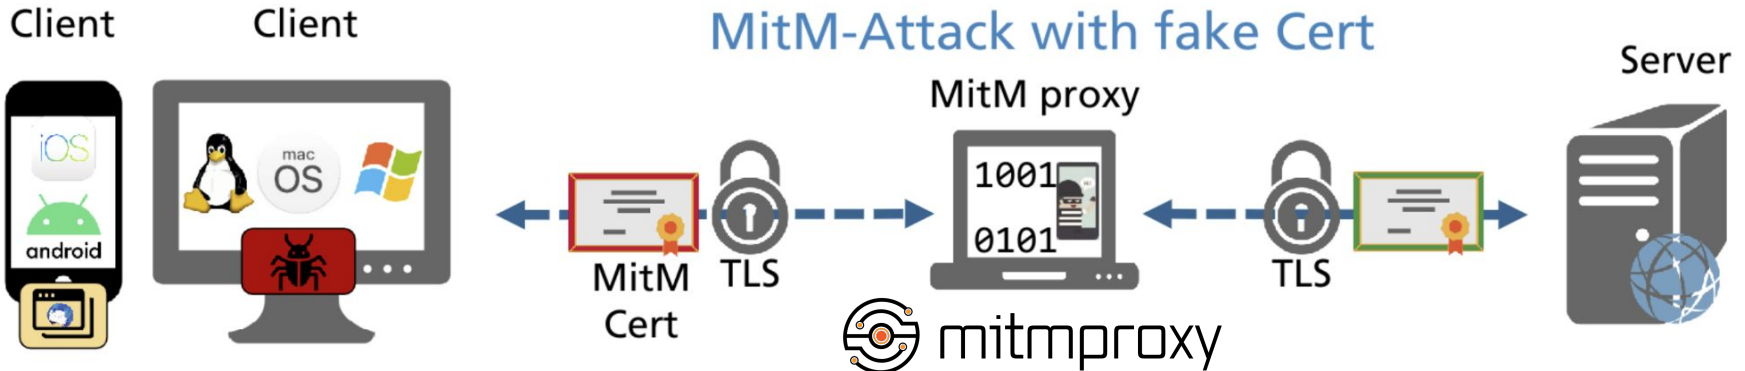 Client
Client
MitM-Attack with fake Cert
Server
MitM proxy
iOS
android
mac
OS
1001
0101
MitM
Cert
TLS
TLS
mitmproxy